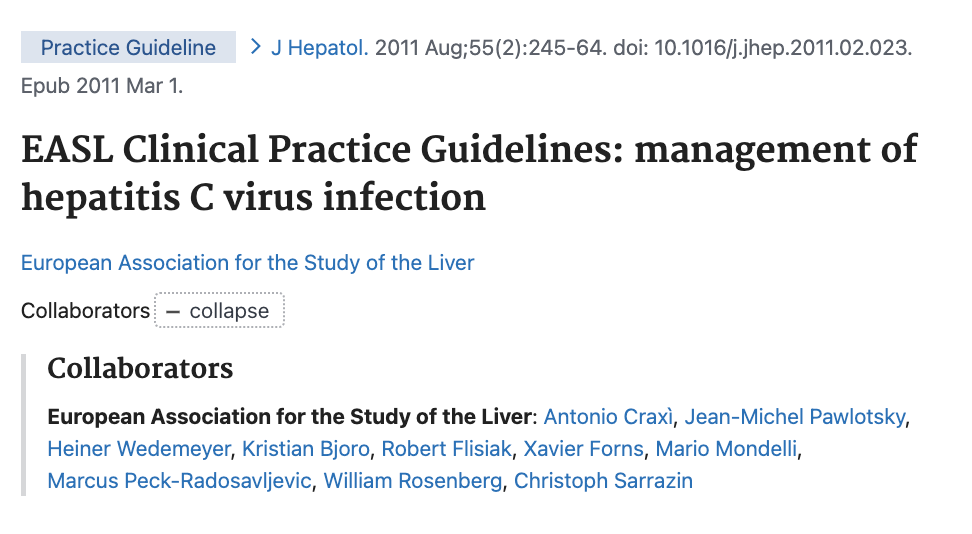 Practice Guideline > J Hepatol. 2011 Aug;55(2):245-64. doi: 10.1016/j.jhep.2011.02.023.
Epub 2011 Mar 1.
EASL Clinical Practice Guidelines: management of
hepatitis C virus infection
European Association for the Study of the Liver
Collaborators − collapse
Collaborators
European Association for the Study of the Liver: Antonio Craxì, Jean-Michel Pawlotsky,
Heiner Wedemeyer, Kristian Bjoro, Robert Flisiak, Xavier Forns, Mario Mondelli,
Marcus Peck-Radosavljevic, William Rosenberg, Christoph Sarrazin